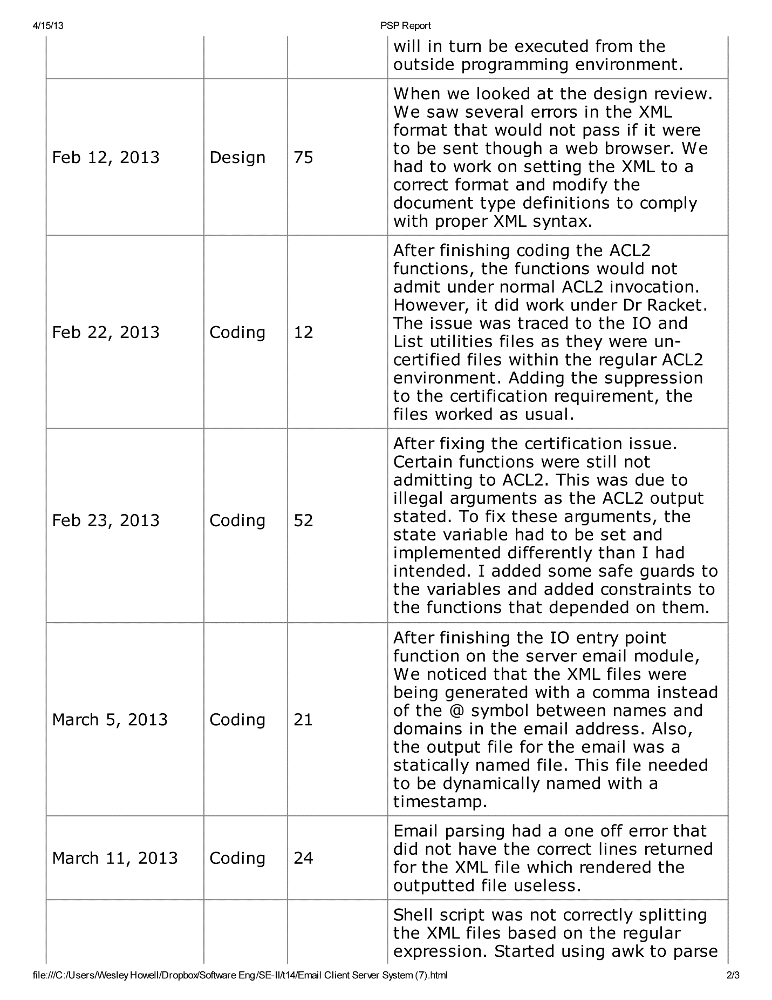 4/15/13
PSP Report
will in turn be executed from the
outside programming environment.
Feb 12, 2013
Design
75
When we looked at the design review.
We saw several errors in the XML
format that would not pass if it were
to be sent though a web browser. We
had to work on setting the XML to a
correct format and modify the
document type definitions to comply
with proper XML syntax.
Feb 22, 2013
Coding
12
After finishing coding the ACL2
functions, the functions would not
admit under normal ACL2 invocation.
However, it did work under Dr Racket.
The issue was traced to the IO and
List utilities files as they were un-
certified files within the regular ACL2
environment. Adding the suppression
to the certification requirement, the
files worked as usual.
Feb 23, 2013
Coding
52
After fixing the certification issue.
Certain functions were still not
admitting to ACL2. This was due to
illegal arguments as the ACL2 output
stated. To fix these arguments, the
state variable had to be set and
implemented differently than I had
intended. I added some safe guards to
the variables and added constraints to
the functions that depended on them.
March 5, 2013
Coding
21
After finishing the IO entry point
function on the server email module,
We noticed that the XML files were
being generated with a comma instead
of the @ symbol between names and
domains in the email address. Also,
the output file for the email was a
statically named file. This file needed
to be dynamically named with a
timestamp.
March 11, 2013
Coding
24
Email parsing had a one off error that
did not have the correct lines returned
for the XML file which rendered the
outputted file useless.
Shell script was not correctly splitting
the XML files based on the regular
expression. Started using awk to parse
file:///C:/Users/Wesley Howell/Dropbox/Software Eng/SE-II/t14/Email Client Server System (7).html
2/3